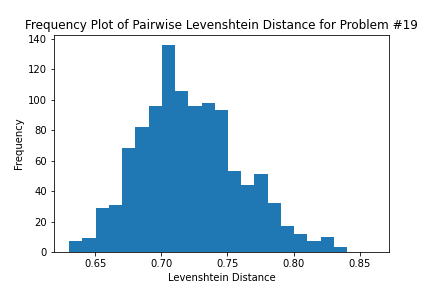 Frequency Plot of Pairwise Levenshtein Distance for Problem #19
140
120
100
80
60
40
20
0
Frequency
0.65 0.70 0.75 0.80 0.85
Levenshtein Distance